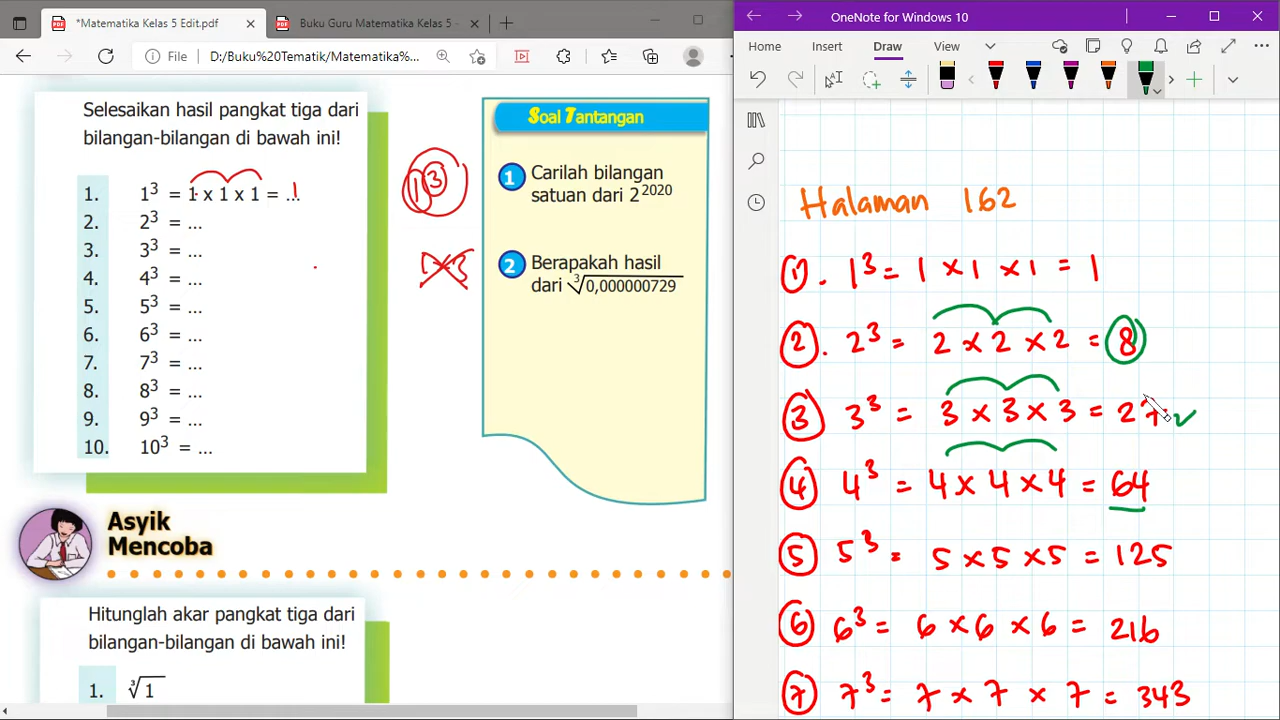 *Matematika Kelas 5 Edit.pdf
Buku Guru Matematika Kelas 5 -
File
D:/Buku%20Tematik/Matematika%...
Selesaikan hasil pangkat tiga dari
bilangan-bilangan di bawah ini!
1. 1³ = 1 x 1 x 1 = ... 1
2. 2³ = ...
3. 3³ = ...
4. 4³ = ...
5. 5³ = ...
6. 6³ = ...
7. 7³ = ...
8. 8³ = ...
9. 9³ = ...
10. 10³ = ...
1³
1×3
Soal Tantangan
1 Carilah bilangan
satuan dari 2²⁰²⁰
2 Berapakah hasil
dari ∛0,000000729
Asyik
Mencoba
Hitunglah akar pangkat tiga dari
bilangan-bilangan di bawah ini!
1. ∛1
OneNote for Windows 10
Home Insert Draw View
Halaman 162
1. 1³ = 1 × 1 × 1 = 1
2. 2³ = 2 × 2 × 2 = 8
3 3³ = 3 × 3 × 3 = 27
4 4³ = 4 × 4 × 4 = 64
5 5³ = 5 × 5 × 5 = 125
6 6³ = 6 × 6 × 6 = 216
7 7³ = 7 × 7 × 7 = 343